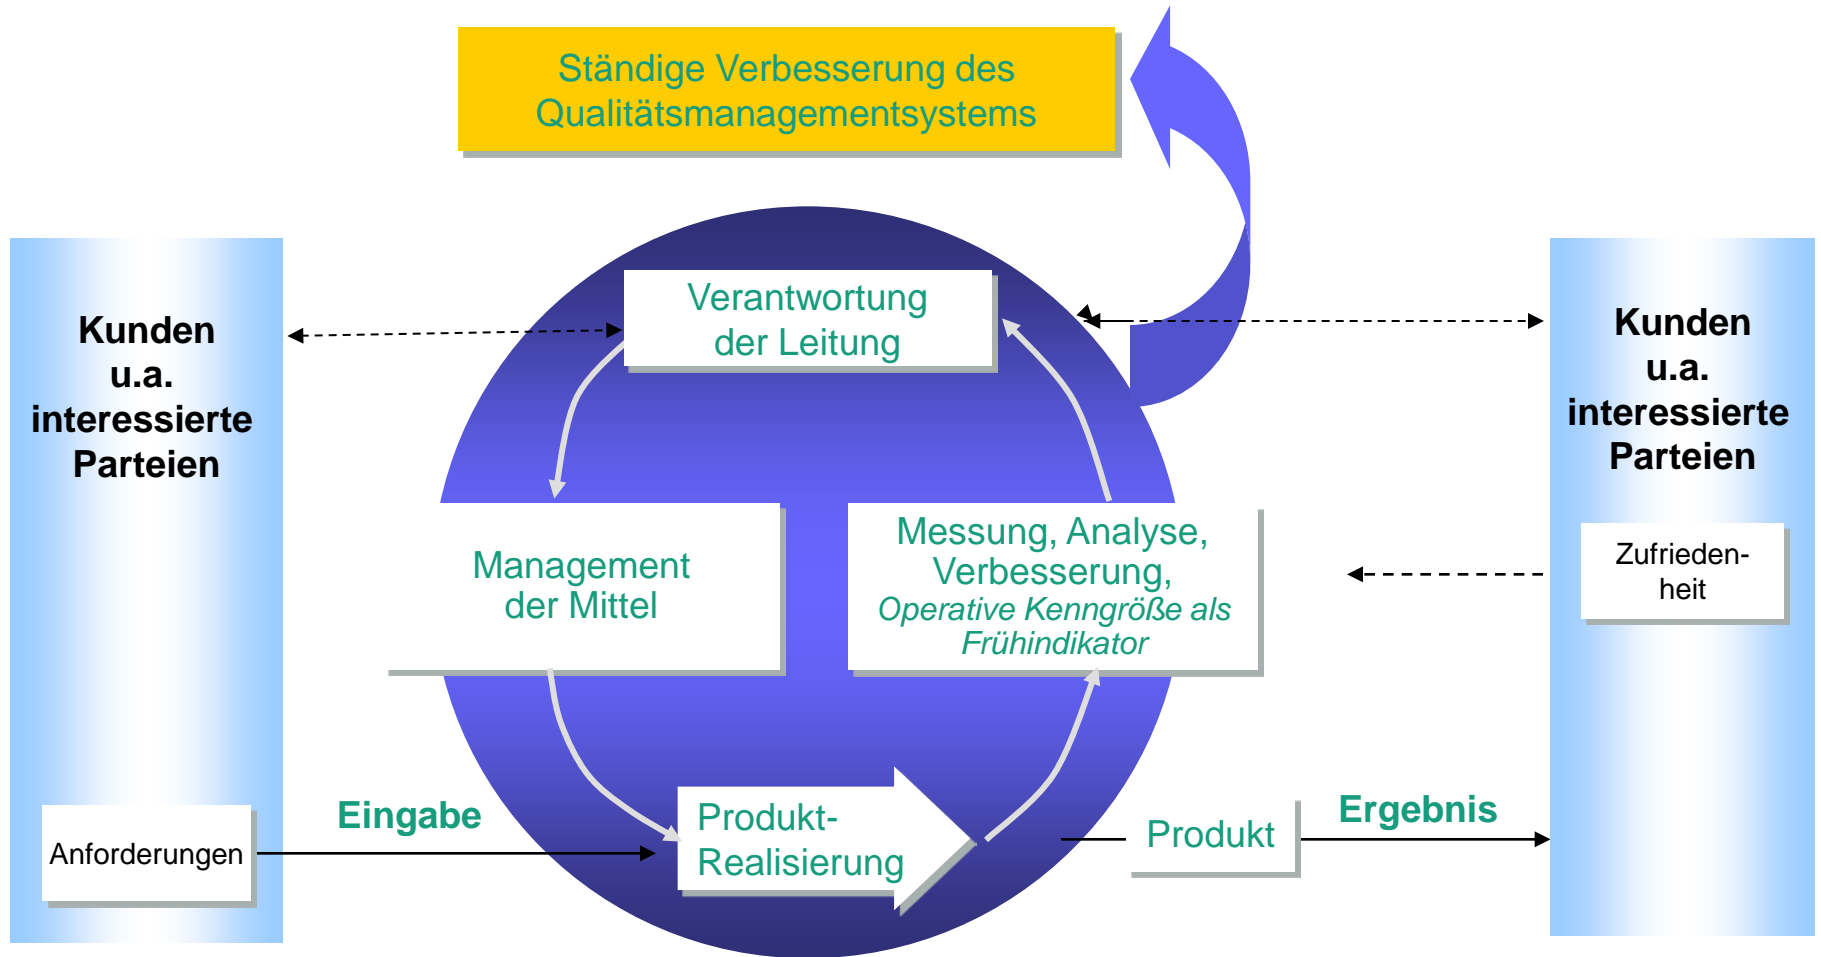 Ständige Verbesserung des
Qualitätsmanagementsystems
Kunden
u.a.
interessierte
Parteien
Anforderungen
Eingabe
Verantwortung
der Leitung
Management
der Mittel
Messung, Analyse,
Verbesserung,
Operative Kenngröße als
Frühindikator
Produkt-
Realisierung
Produkt
Ergebnis
Kunden
u.a.
interessierte
Parteien
Zufrieden-
heit